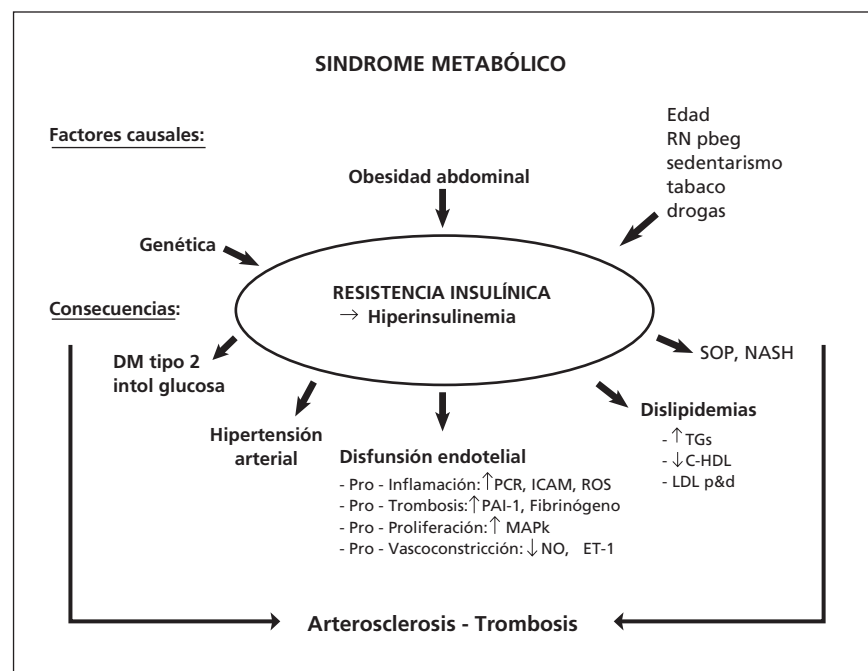 SINDROME METABÓLICO
Factores causales:
Edad
RN pbeg
sedentarismo
tabaco
drogas
Obesidad abdominal
Genética
RESISTENCIA INSULÍNICA
→ Hiperinsulinemia
Consecuencias:
DM tipo 2
intol glucosa
SOP, NASH
Hipertensión
arterial
Disfunsión endotelial
- Pro - Inflamación:↑PCR, ICAM, ROS
- Pro - Trombosis:↑PAI-1, Fibrinógeno
- Pro - Proliferación:↑ MAPk
- Pro - Vascoconstricción:↓NO, ET-1
Dislipidemias
- ↑TGs
- ↓C-HDL
- LDL p&d
Arterosclerosis - Trombosis